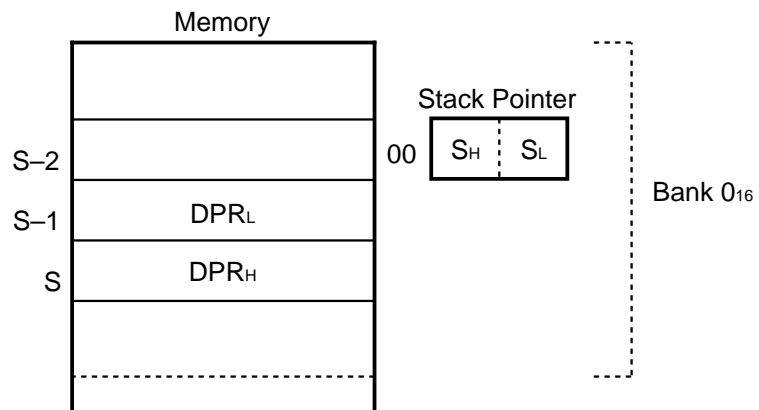 Memory
Stack Pointer
S–2
00
SH
SL
Bank 016
S–1
DPRL
S
DPRH